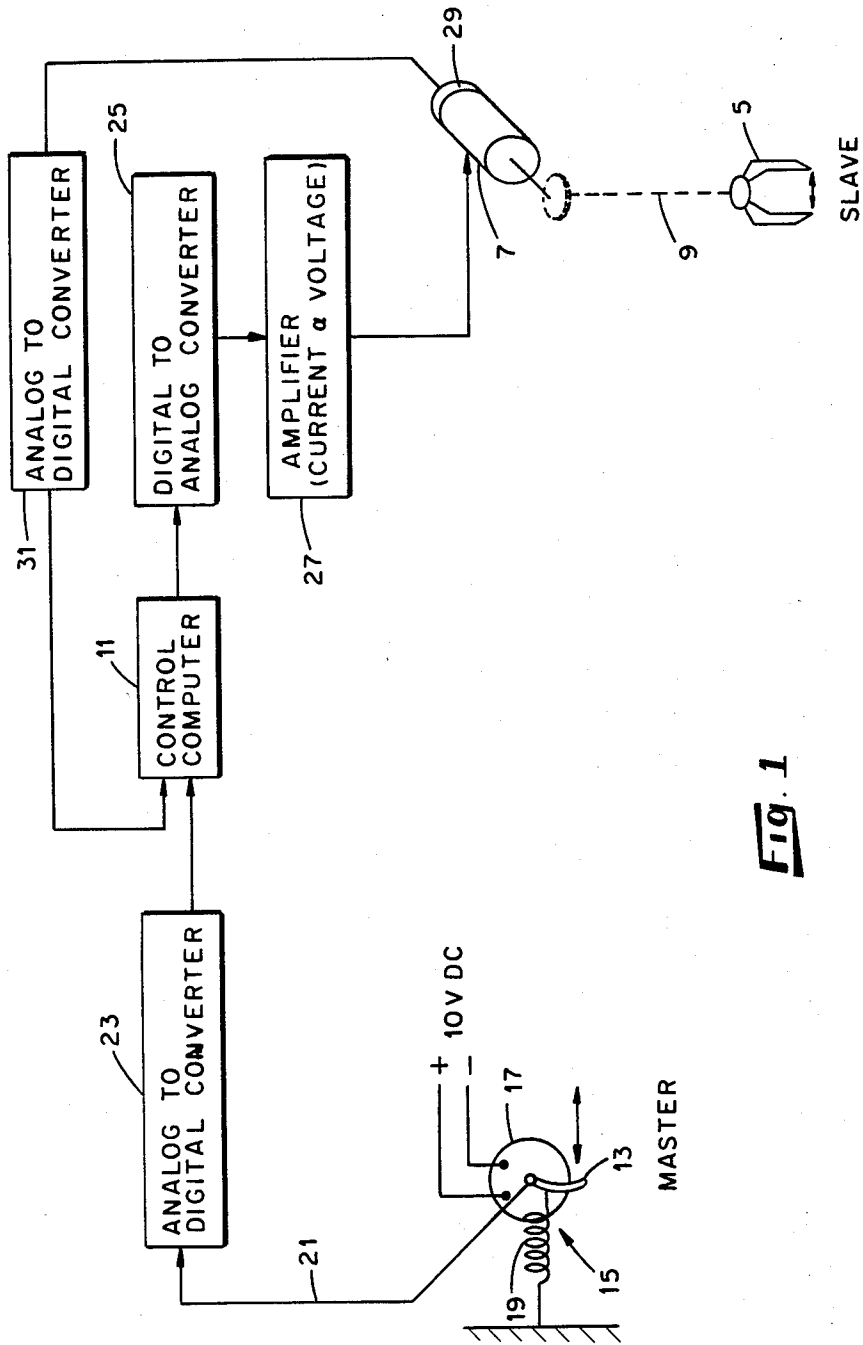 31
ANALOG TO
DIGITAL CONVERTER
25
DIGITAL TO
ANALOG CONVERTER
11
CONTROL
COMPUTER
23
ANALOG TO
DIGITAL CONVERTER
27
AMPLIFIER
(CURRENT α VOLTAGE)
29
7
9
5
SLAVE
21
+
−
10V DC
17
13
19
15
MASTER
Fig. 1